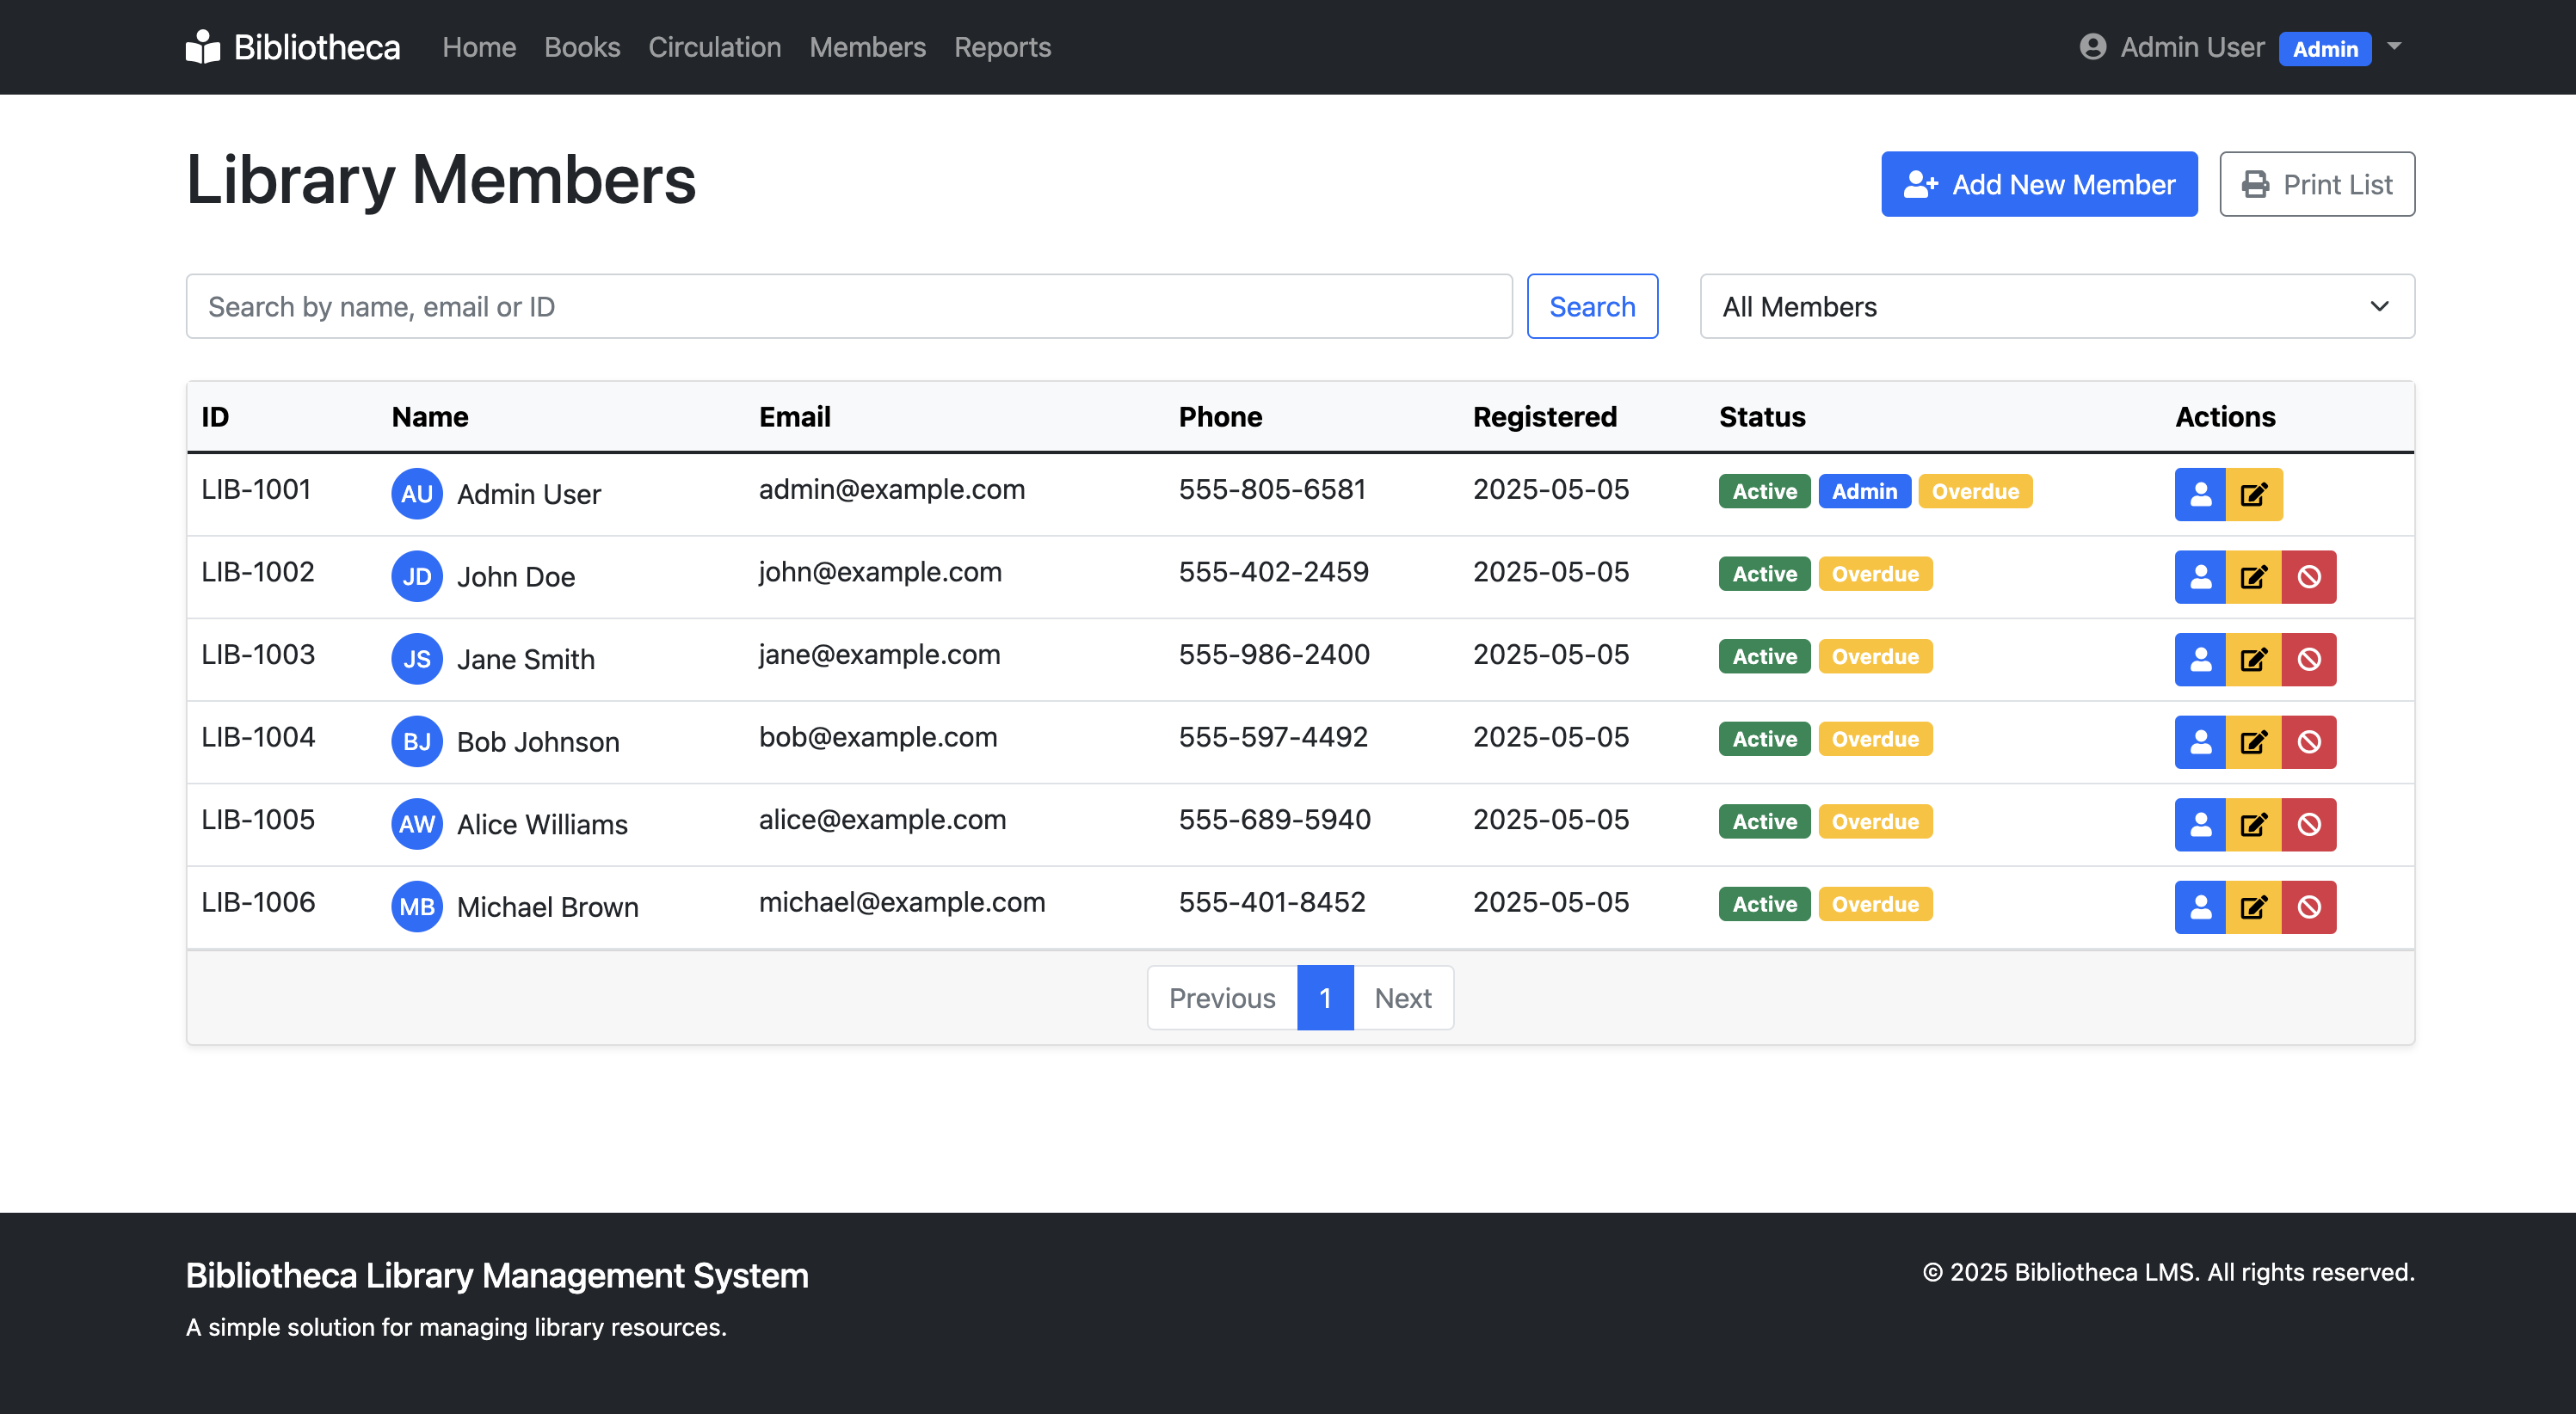 Bibliotheca Home Books Circulation Members Reports Admin User Admin
Library Members Add New Member Print List
Search by name, email or ID Search All Members
ID Name Email Phone Registered Status Actions
LIB-1001 AU Admin User admin@example.com 555-805-6581 2025-05-05 Active Admin Overdue
LIB-1002 JD John Doe john@example.com 555-402-2459 2025-05-05 Active Overdue
LIB-1003 JS Jane Smith jane@example.com 555-986-2400 2025-05-05 Active Overdue
LIB-1004 BJ Bob Johnson bob@example.com 555-597-4492 2025-05-05 Active Overdue
LIB-1005 AW Alice Williams alice@example.com 555-689-5940 2025-05-05 Active Overdue
LIB-1006 MB Michael Brown michael@example.com 555-401-8452 2025-05-05 Active Overdue
Previous 1 Next
Bibliotheca Library Management System © 2025 Bibliotheca LMS. All rights reserved.
A simple solution for managing library resources.